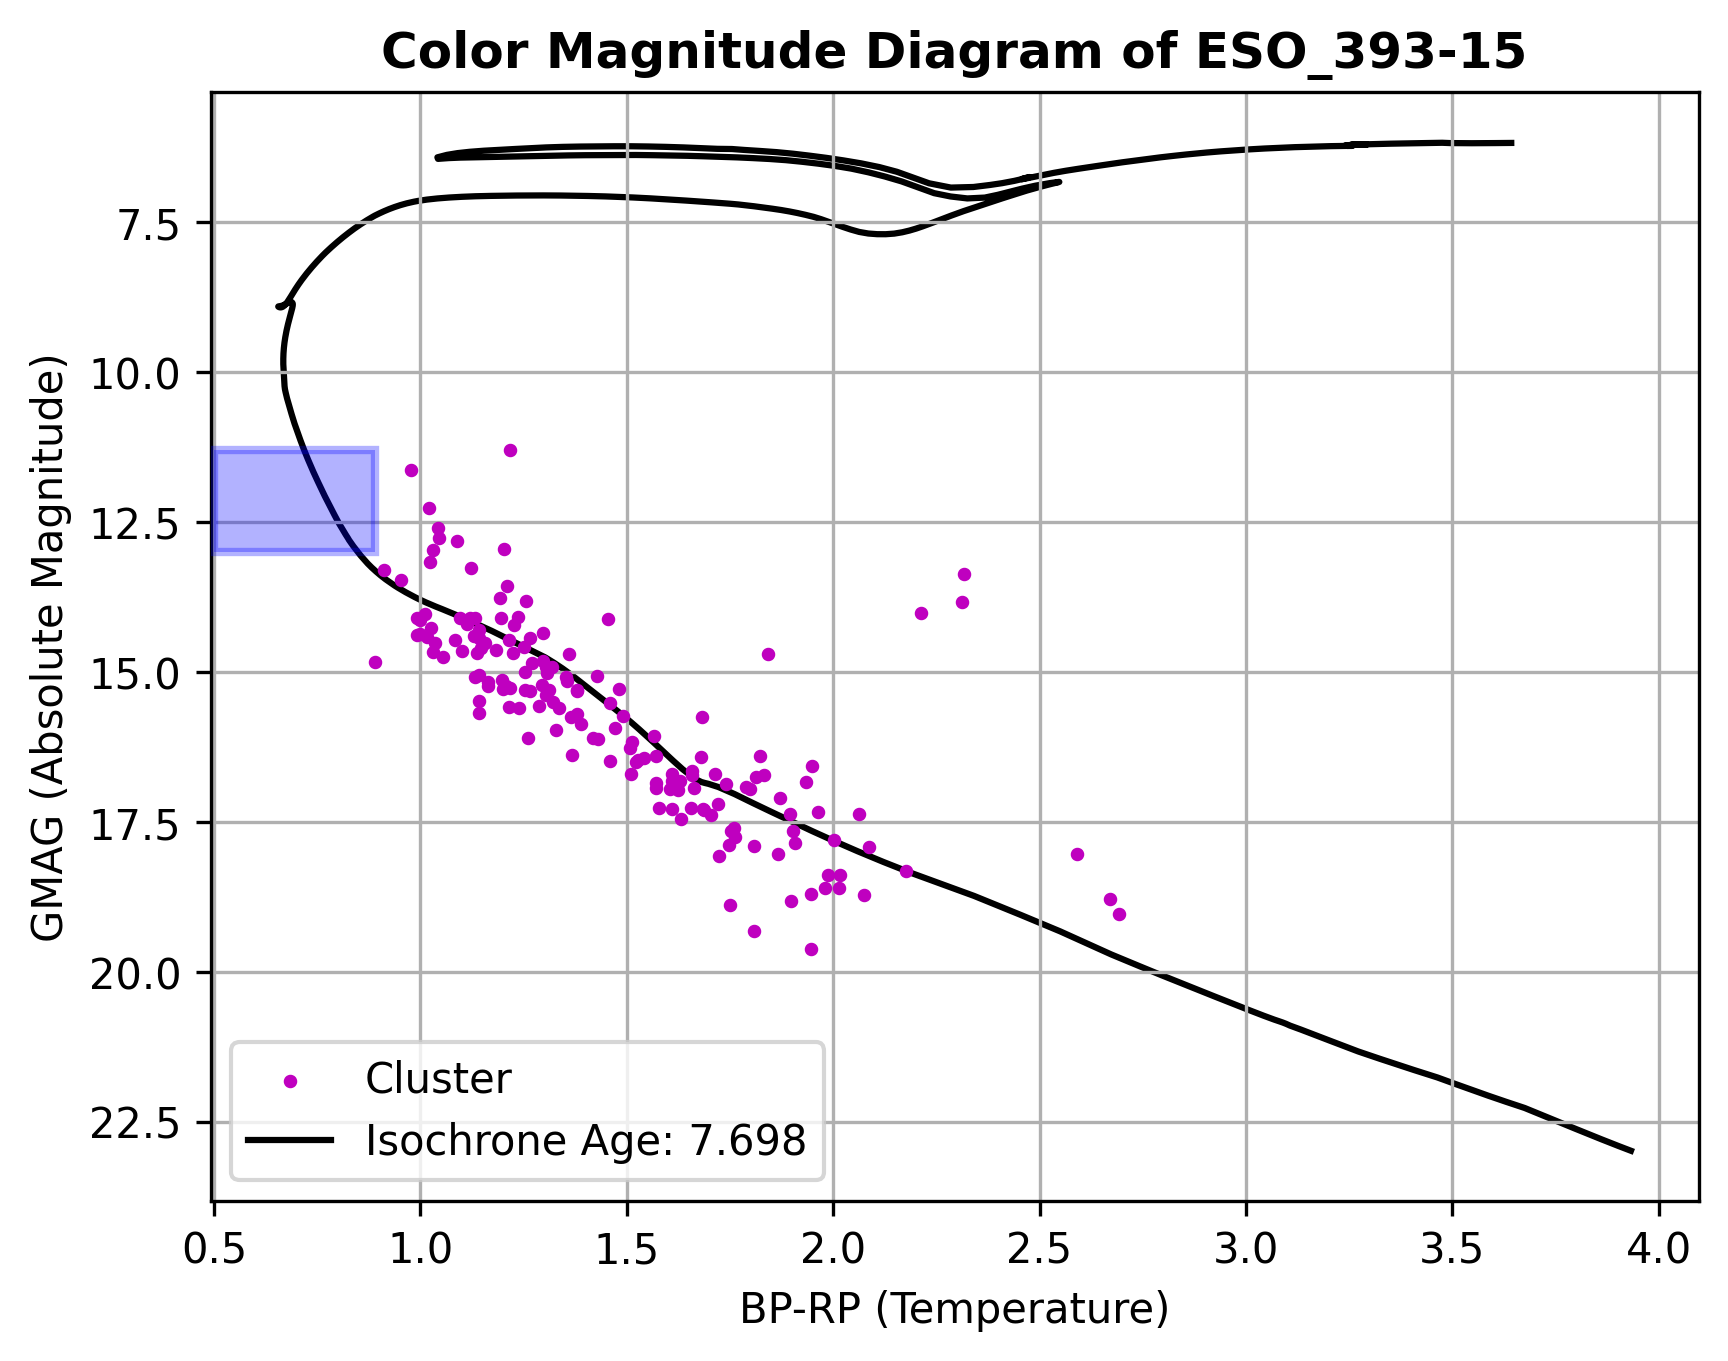 Color Magnitude Diagram of ESO_393-15
GMAG (Absolute Magnitude)
7.5
10.0
12.5
15.0
17.5
20.0
22.5
Cluster
Isochrone Age: 7.698
0.5 1.0 1.5 2.0 2.5 3.0 3.5 4.0
BP-RP (Temperature)